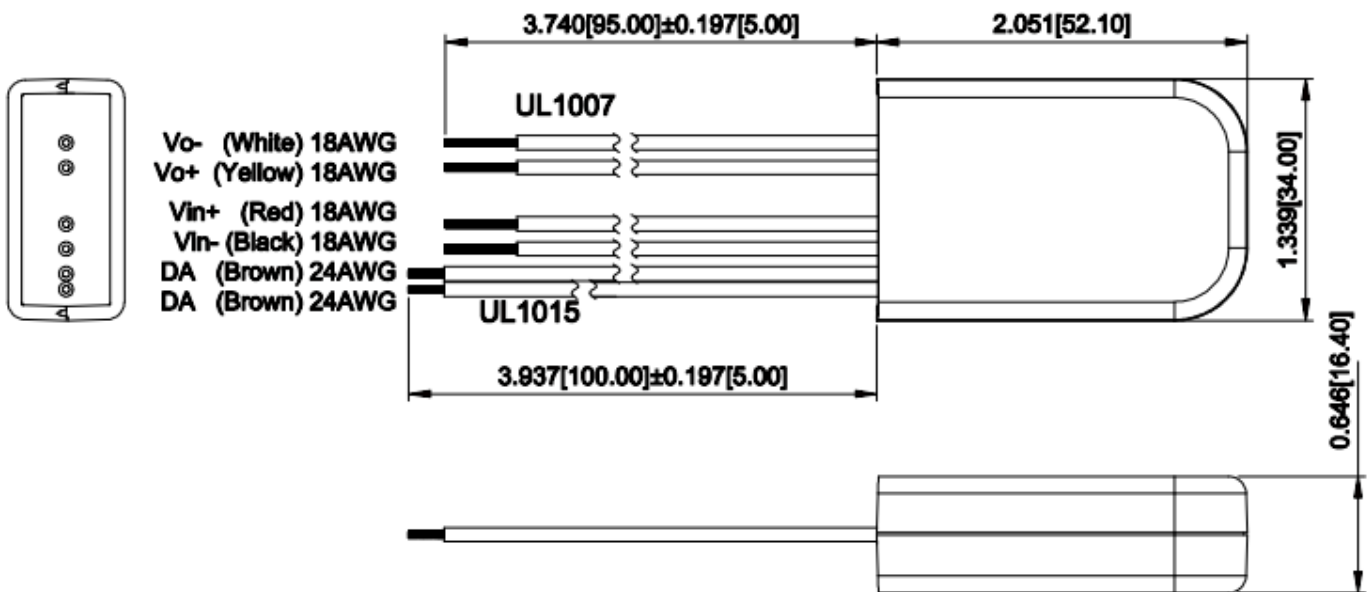 3.740[95.00]±0.197[5.00]
2.051[52.10]
UL1007
Vo- (White) 18AWG
Vo+ (Yellow) 18AWG
Vin+ (Red) 18AWG
Vin- (Black) 18AWG
DA (Brown) 24AWG
DA (Brown) 24AWG
UL1015
1.339[34.00]
3.937[100.00]±0.197[5.00]
0.646[16.40]